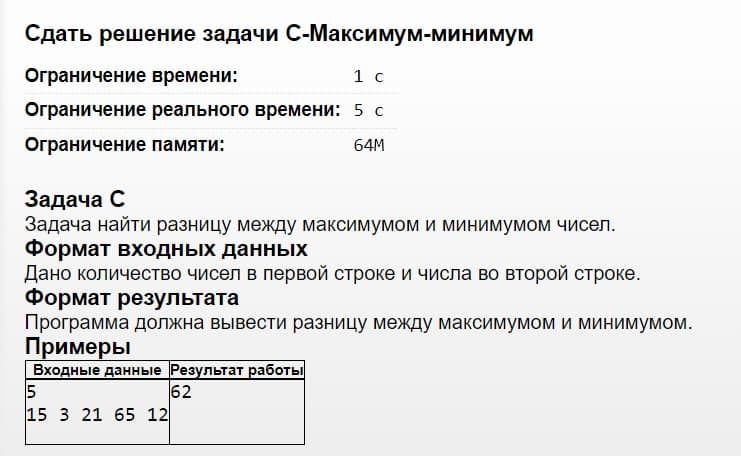 Сдать решение задачи C-Максимум-минимум
Ограничение времени: 1 с
Ограничение реального времени: 5 с
Ограничение памяти: 64M
Задача C
Задача найти разницу между максимумом и минимумом чисел.
Формат входных данных
Дано количество чисел в первой строке и числа во второй строке.
Формат результата
Программа должна вывести разницу между максимумом и минимумом.
Примеры
Входные данные Результат работы
5 62
15 3 21 65 12